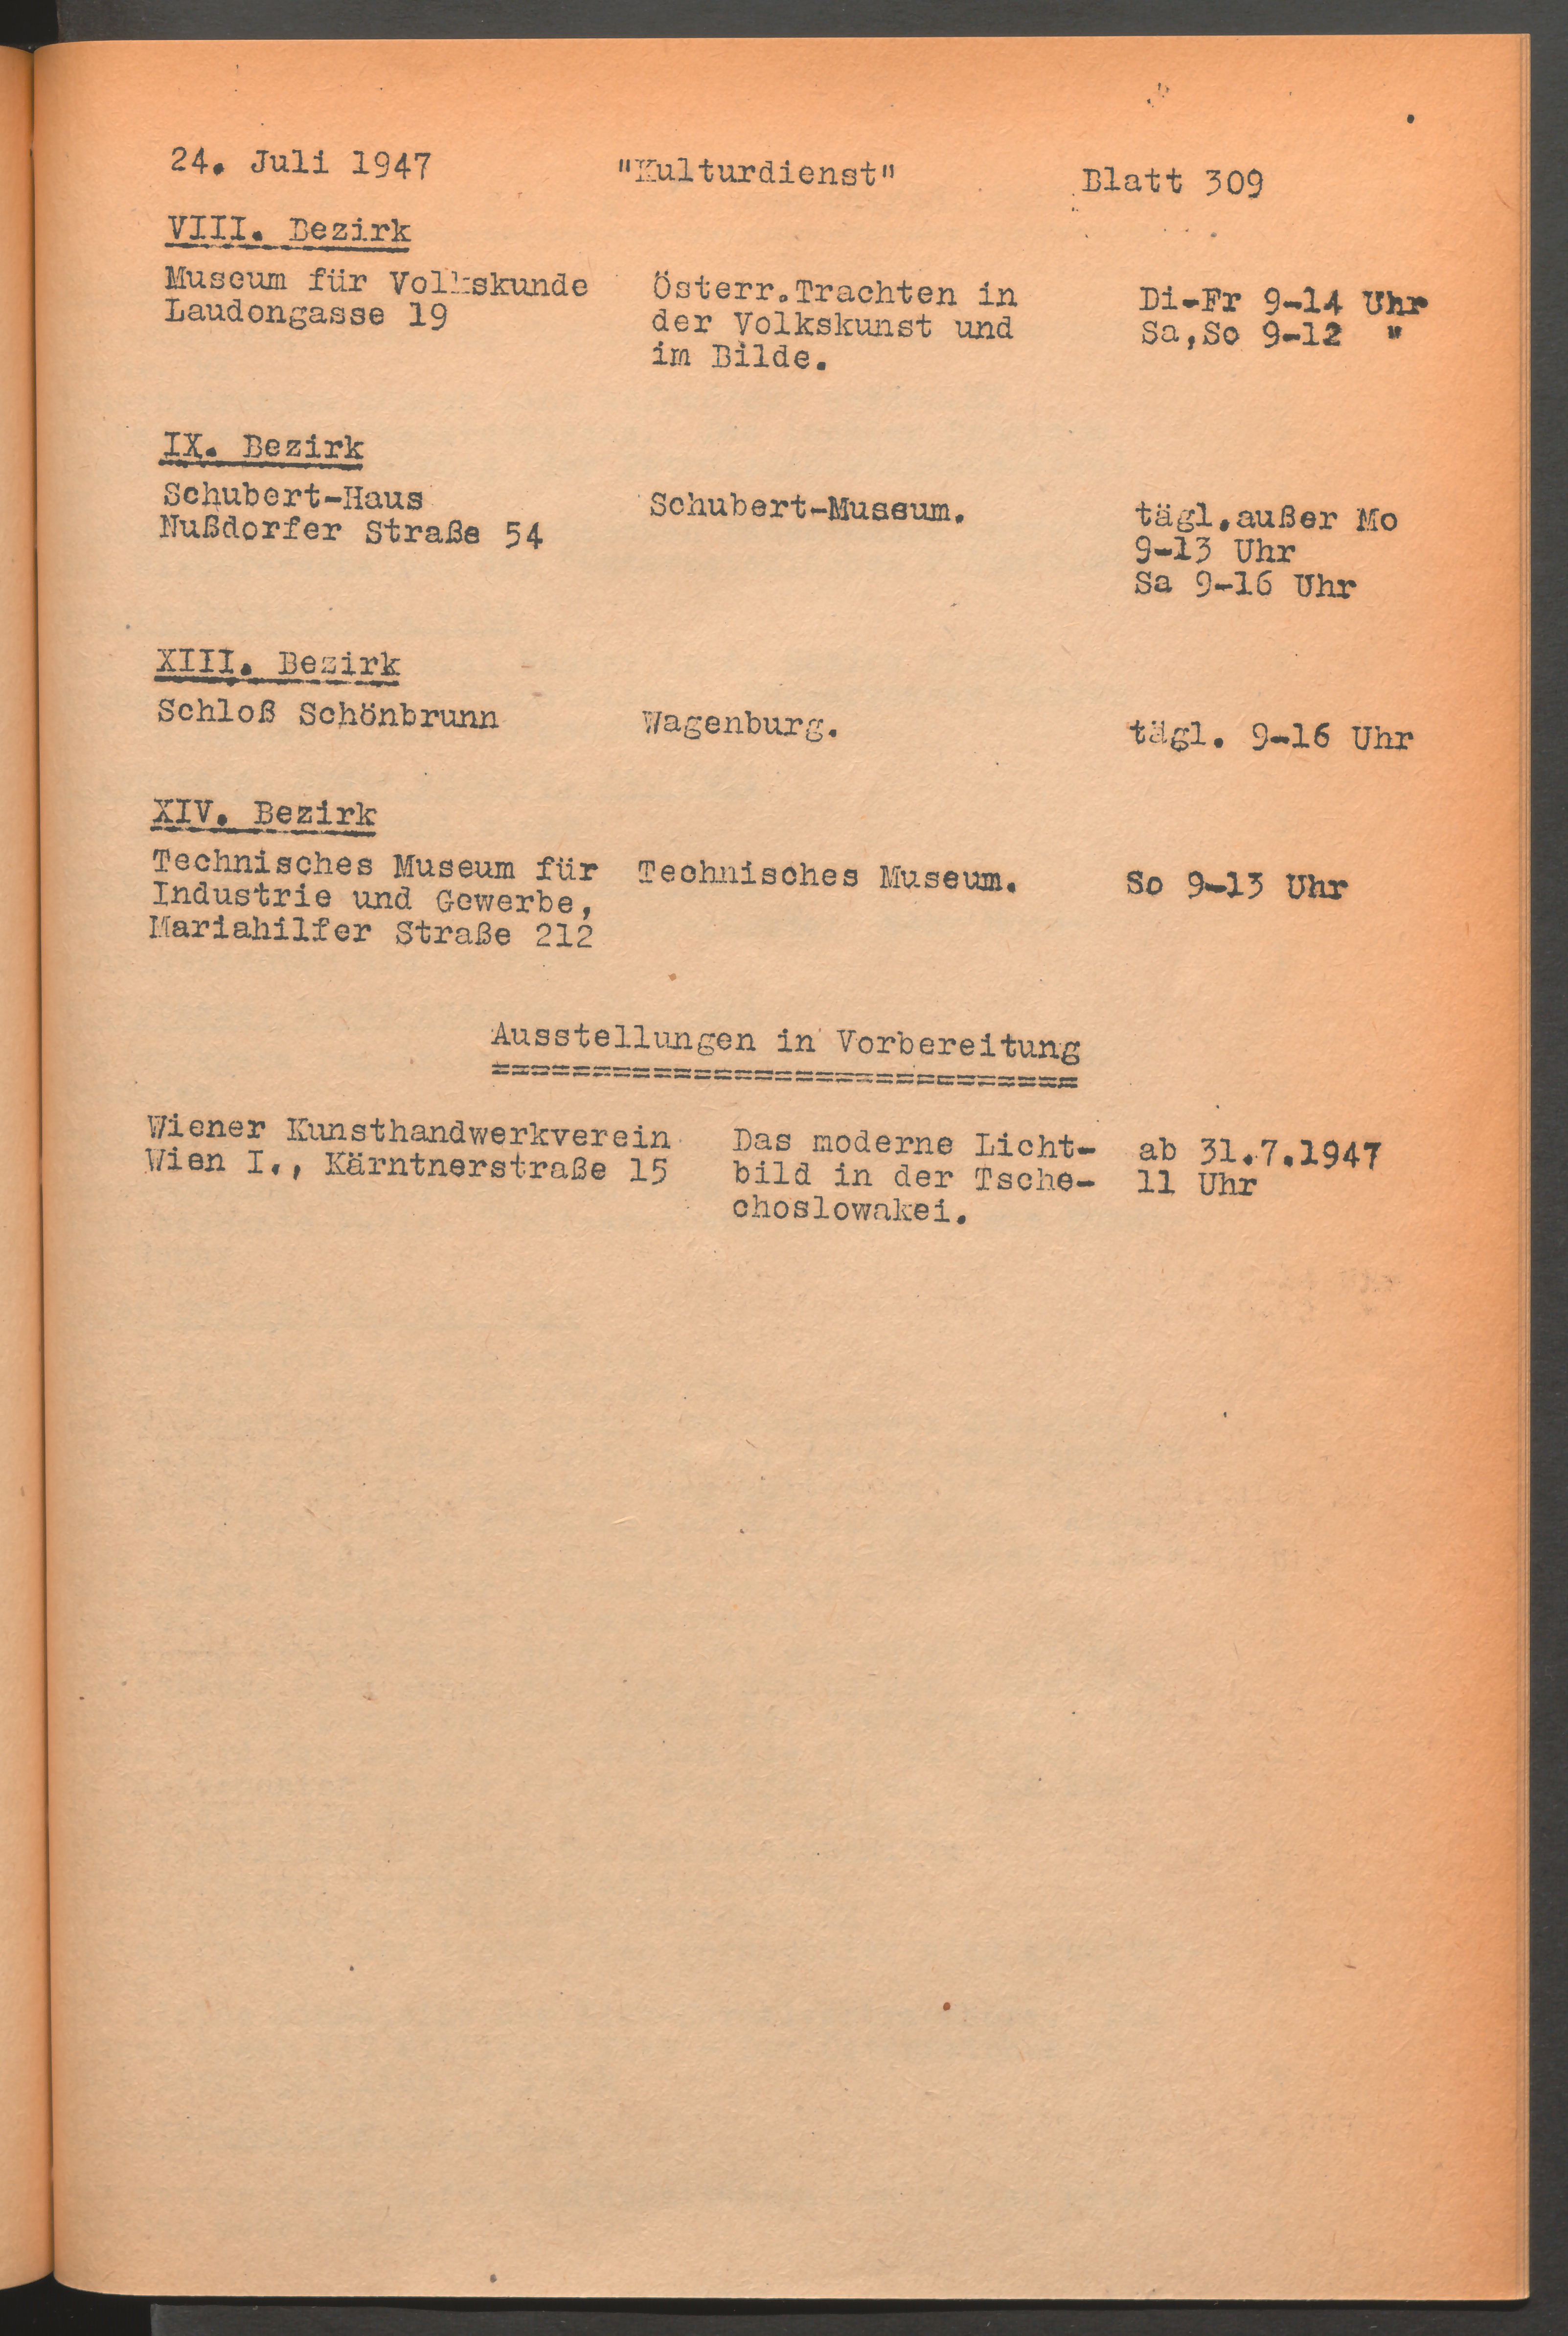 24. Juli 1947 "Kulturdienst" Blatt 309
VIII. Bezirk
Museum für Volkskunde Österr.Trachten in Di-Fr 9-14 Uhr
Laudongasse 19 der Volkskunst und Sa,So 9-12 "
im Bilde.
IX. Bezirk
Schubert-Haus Schubert-Museum. tägl.außer Mo
Nußdorfer Straße 54 9-13 Uhr
Sa 9-16 Uhr
XIII. Bezirk
Schloß Schönbrunn Wagenburg. tägl. 9-16 Uhr
XIV. Bezirk
Technisches Museum für Technisches Museum. So 9-13 Uhr
Industrie und Gewerbe,
Mariahilfer Straße 212
Ausstellungen in Vorbereitung
=============================
Wiener Kunsthandwerkverein Das moderne Licht- ab 31.7.1947
Wien I., Kärntnerstraße 15 bild in der Tsche- 11 Uhr
choslowakei.